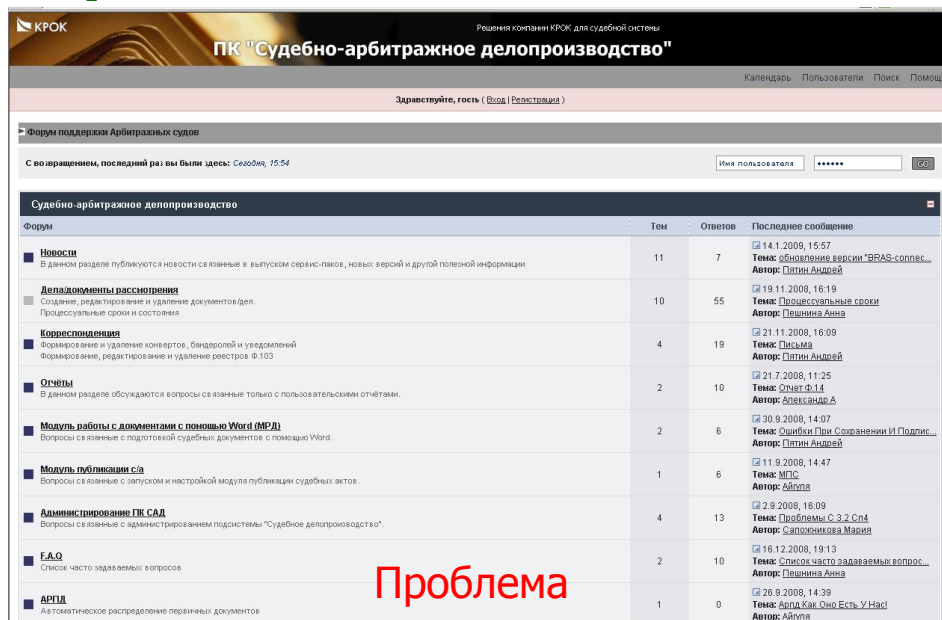 КРОК
Решения компании КРОК для судебной системы
ПК "Судебно-арбитражное делопроизводство"
Календарь Пользователи Поиск Помощ
Здравствуйте, гость ( Вход | Регистрация )
Форум поддержки Арбитражных судов
С возвращением, последний раз вы были здесь: Сегодня, 15:54
Имя пользователя •••••• GO
Судебно-арбитражное делопроизводство
Форум Тем Ответов Последнее сообщение
Новости
В данном разделе публикуются новости связанные в выпуском сервис-паков, новых версий и другой полезной информации
11 7
14.1.2009, 15:57
Тема: обновление версии "BRAS-connec...
Автор: Пятин Андрей
Дела/документы рассмотрения
Создание, редактирование и удаление документов/дел.
Процессуальные сроки и состояния
10 55
19.11.2008, 16:19
Тема: Процессуальные сроки
Автор: Пешнина Анна
Корреспонденция
Формирование и удаление конвертов, бандеролей и уведомлений
Формирование, редактирование и удаление реестров Ф.103
4 19
21.11.2008, 16:09
Тема: Письма
Автор: Пятин Андрей
Отчёты
В данном разделе обсуждаются вопросы связанные только с пользовательскими отчётами.
2 10
21.7.2008, 11:25
Тема: Отчет Ф.14
Автор: Александр А
Модуль работы с документами с помощью Word (МРД)
Вопросы связанные с подготовкой судебных документов с помощью Word.
2 6
30.9.2008, 14:07
Тема: Ошибки При Сохранении И Подпис...
Автор: Пятин Андрей
Модуль публикации с/а
Вопросы связанные с запуском и настройкой модуля публикации судебных актов.
1 6
11.9.2008, 14:47
Тема: МПС
Автор: Айгуля
Администрирование ПК САД
Вопросы связанные с администрированием подсистемы "Судебное делопроизводство".
4 13
2.9.2008, 16:09
Тема: Проблемы С 3.2 Сп4
Автор: Сапожникова Мария
F.A.Q
Список часто задаваемых вопросов
2 10
16.12.2008, 19:13
Тема: Список часто задаваемых вопрос...
Автор: Пешнина Анна
Проблема
АРПД
Автоматическое распределение первичных документов
1 0
26.9.2008, 14:39
Тема: Арпд Как Оно Есть У Нас!
Автор: Айгуля